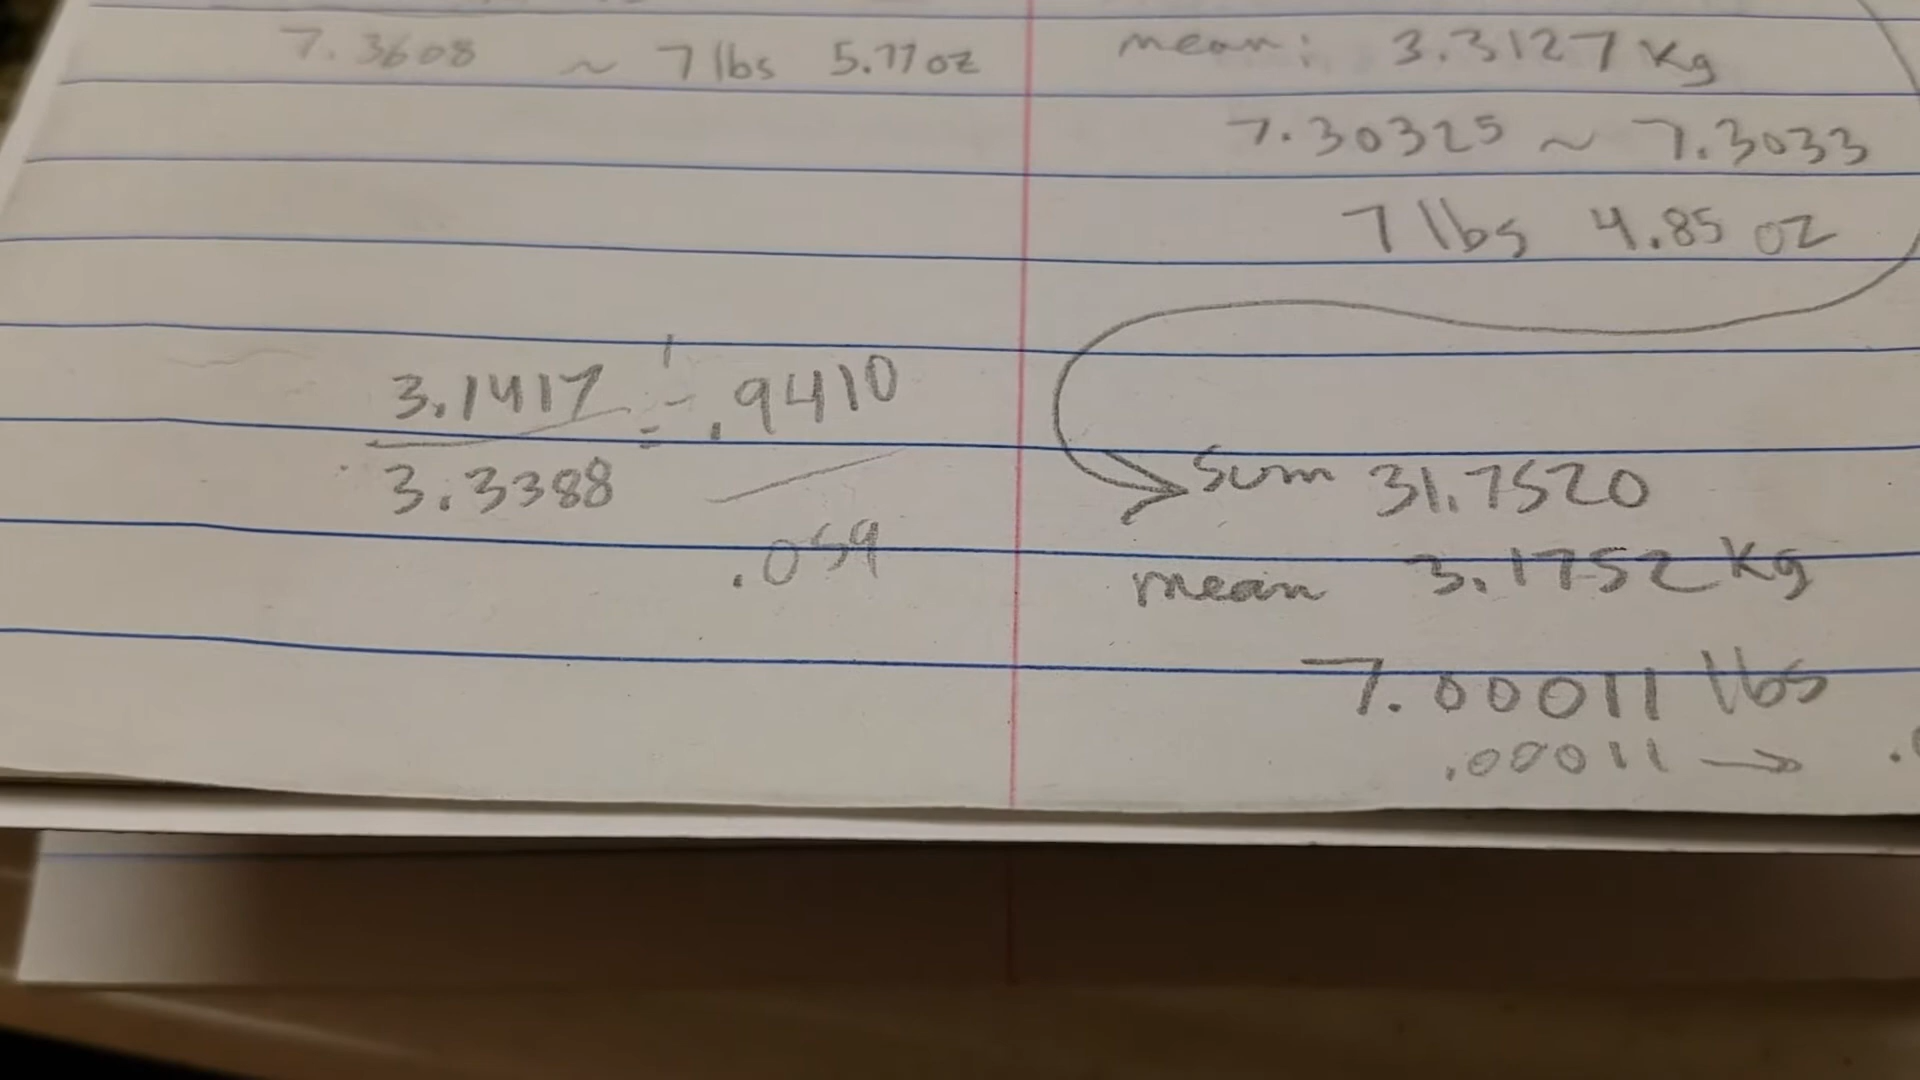 7.3608 ~ 7 lbs 5.77 oz
3.1417
3.3388
= .9410
.059
mean: 3.3127 Kg
7.30325 ~ 7.3033
7 lbs 4.85 oz
Sum 31.7520
mean 3.1752 Kg
7.00011 lbs
.00011 →